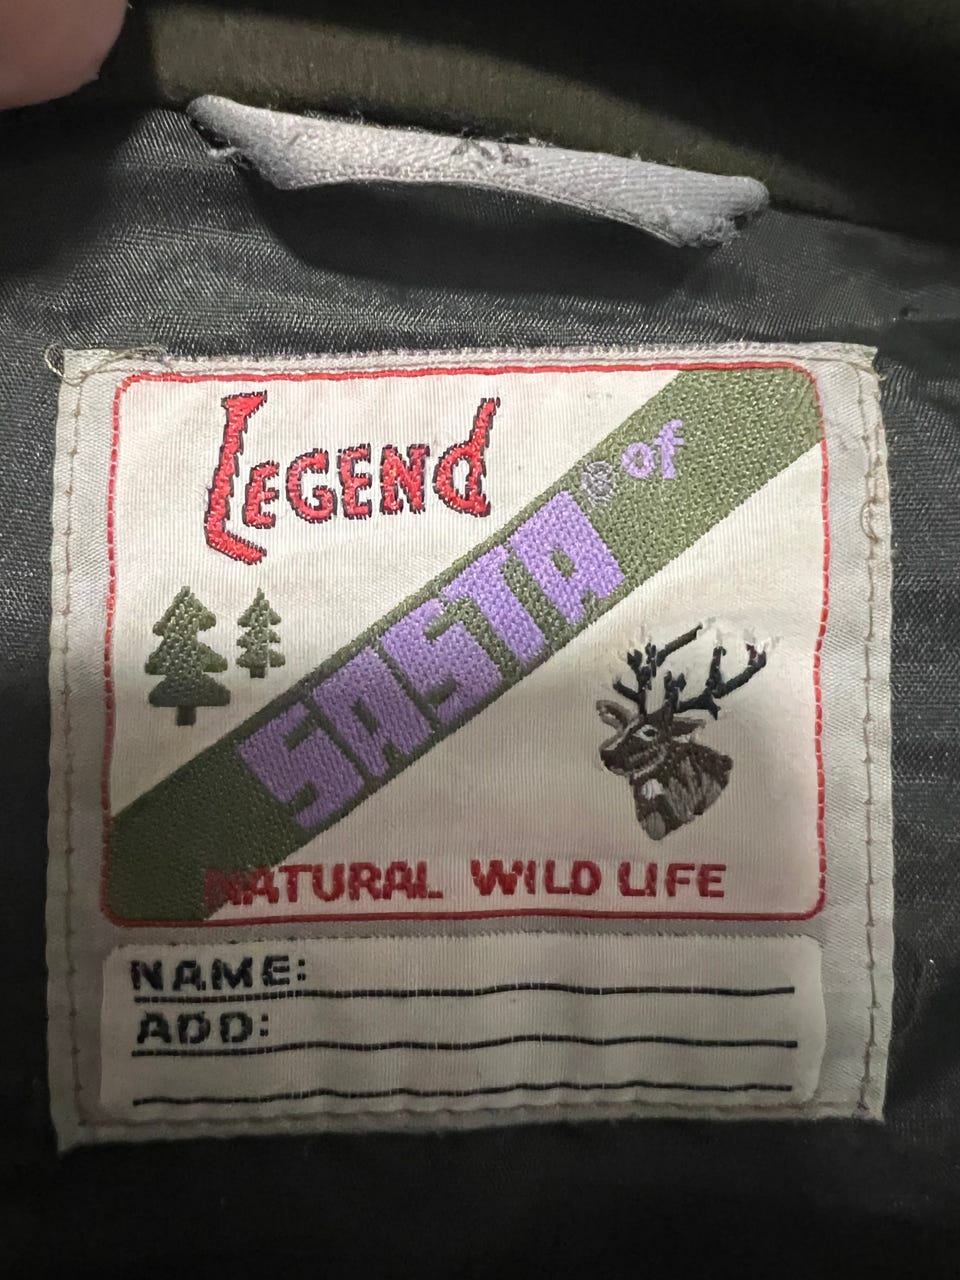 LEGEND
SASTA® of
NATURAL WILD LIFE
NAME:
ADD: